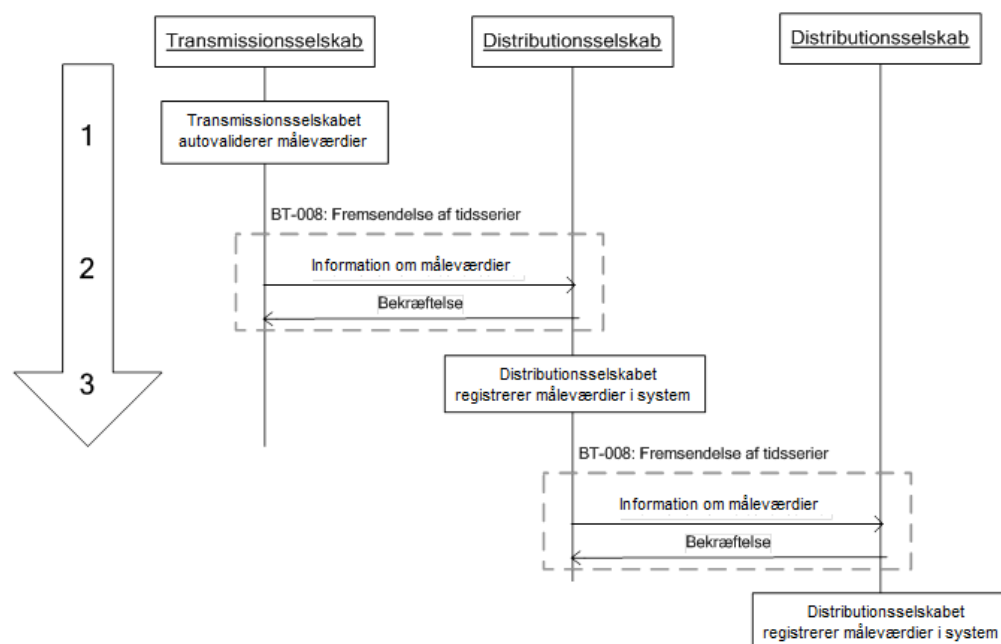 Transmissionsselskab
Distributionsselskab
Distributionsselskab
1
Transmissionsselskabet
autovaliderer måleværdier
BT-008: Fremsendelse af tidsserier
2
Information om måleværdier
Bekræftelse
3
Distributionsselskabet
registrerer måleværdier i system
BT-008: Fremsendelse af tidsserier
Information om måleværdier
Bekræftelse
Distributionsselskabet
registrerer måleværdier i system